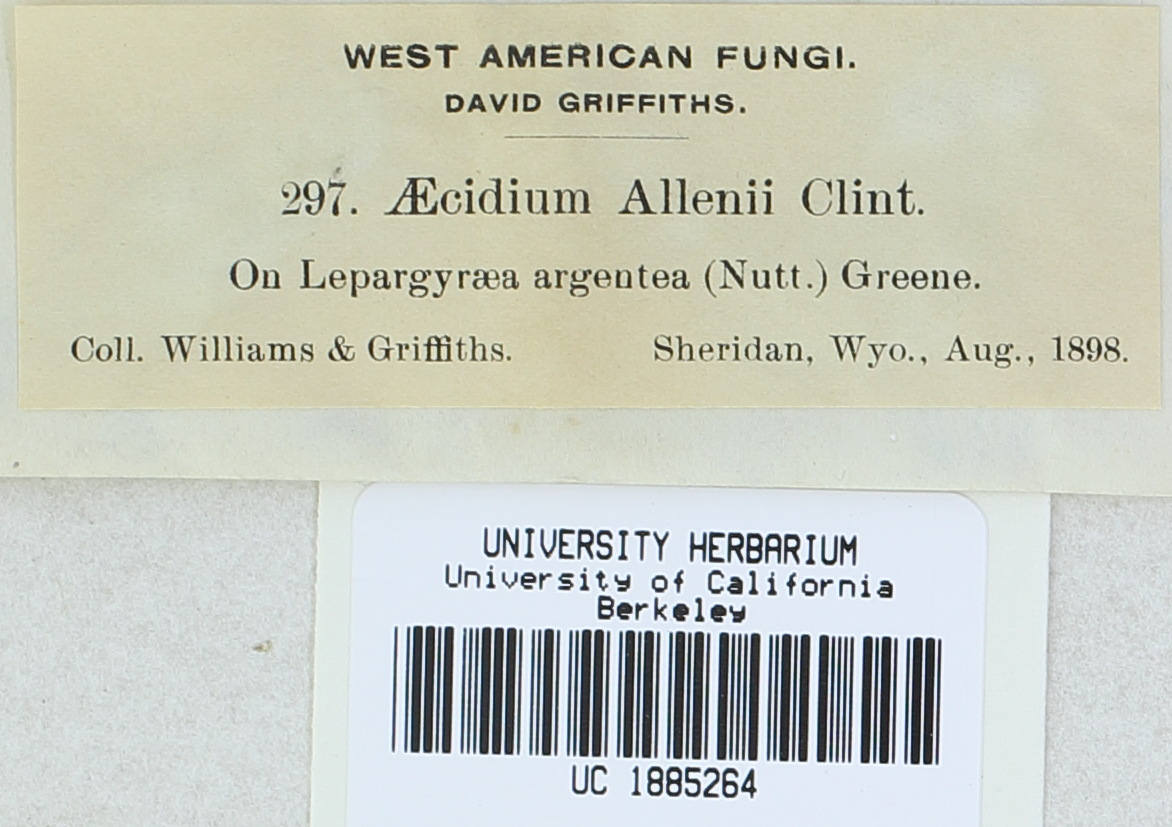 WEST AMERICAN FUNGI.
DAVID GRIFFITHS.
297. Æcidium Allenii Clint.
On Lepargyræa argentea (Nutt.) Greene.
Coll. Williams & Griffiths. Sheridan, Wyo., Aug., 1898.
UNIVERSITY HERBARIUM
University of California
Berkeley
UC 1885264